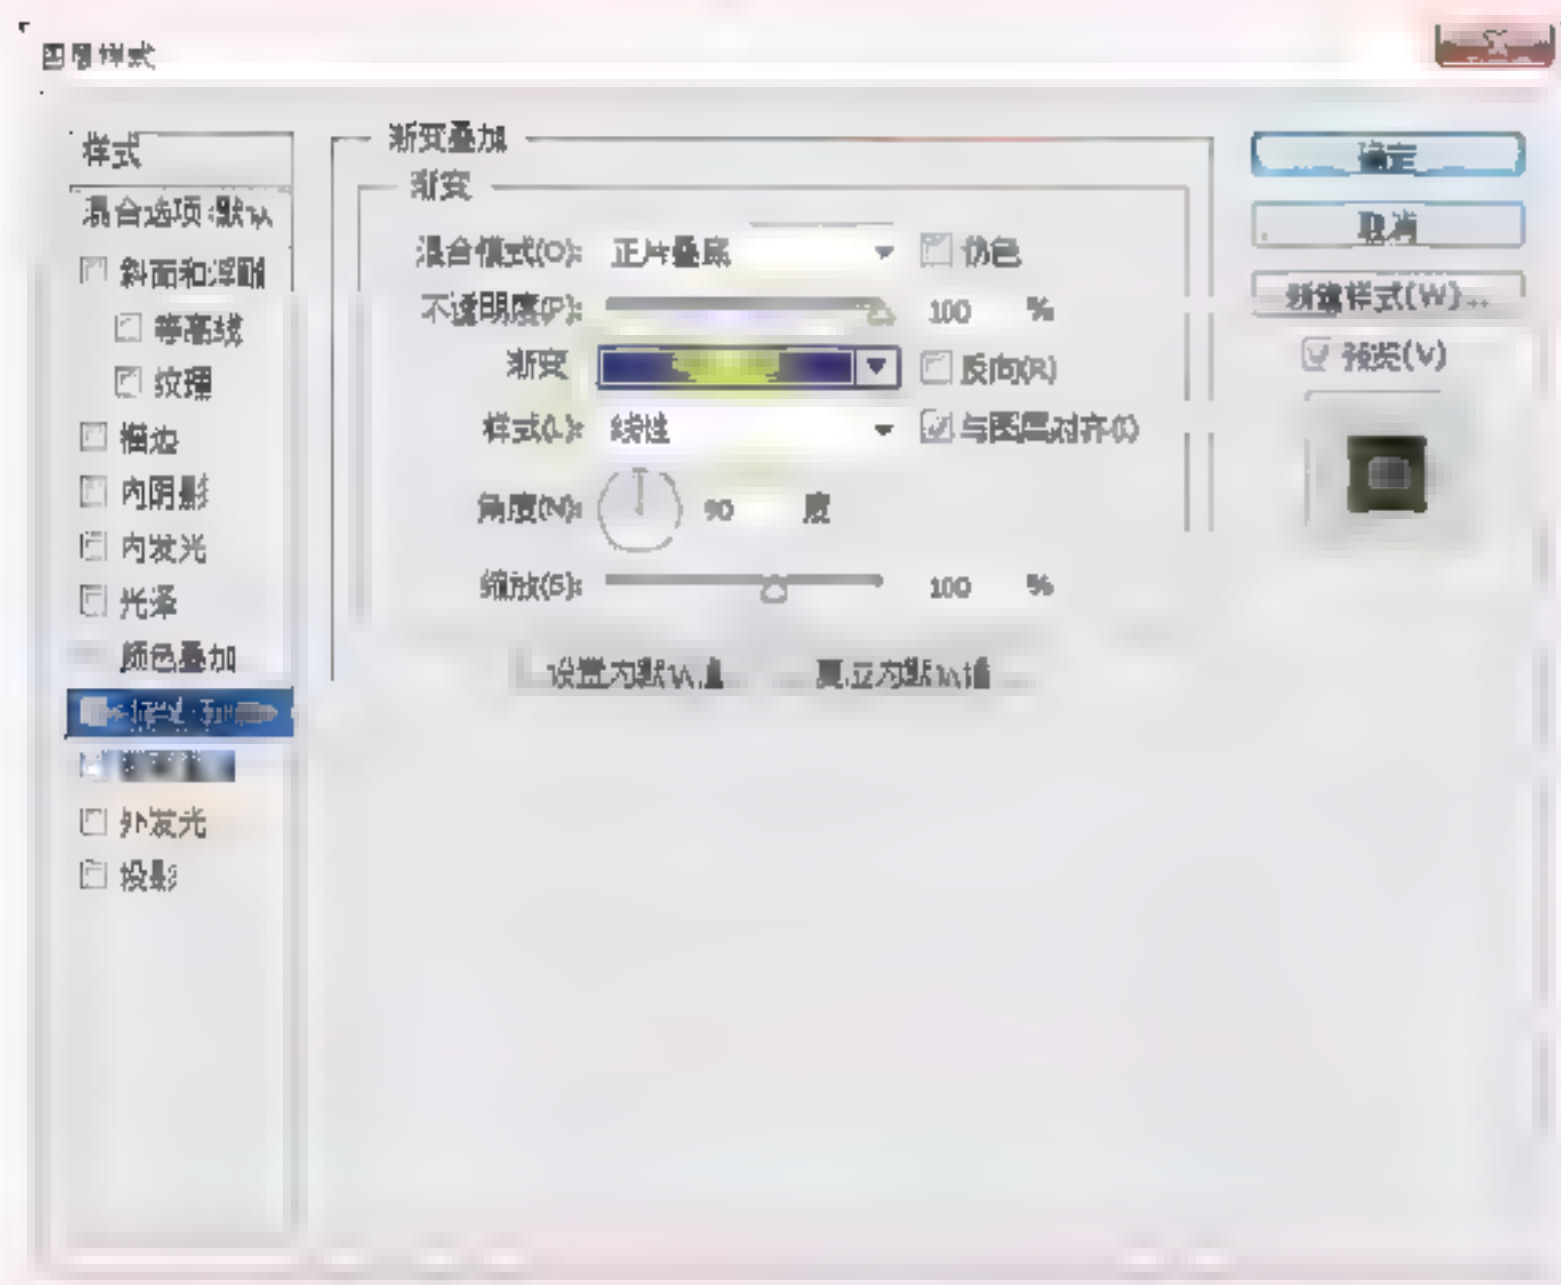 图层样式
样式
混合选项:默认
斜面和浮雕
等高线
纹理
描边
内阴影
内发光
光泽
颜色叠加
外发光
投影
渐变叠加
渐变
混合模式(O): 正片叠底 仿色
不透明度(P): 100 %
渐变 反向(R)
样式(L): 线性 与图层对齐(I)
角度(N): 90 度
缩放(S): 100 %
设置为默认值 复位为默认值
确定
取消
新建样式(W)...
预览(V)